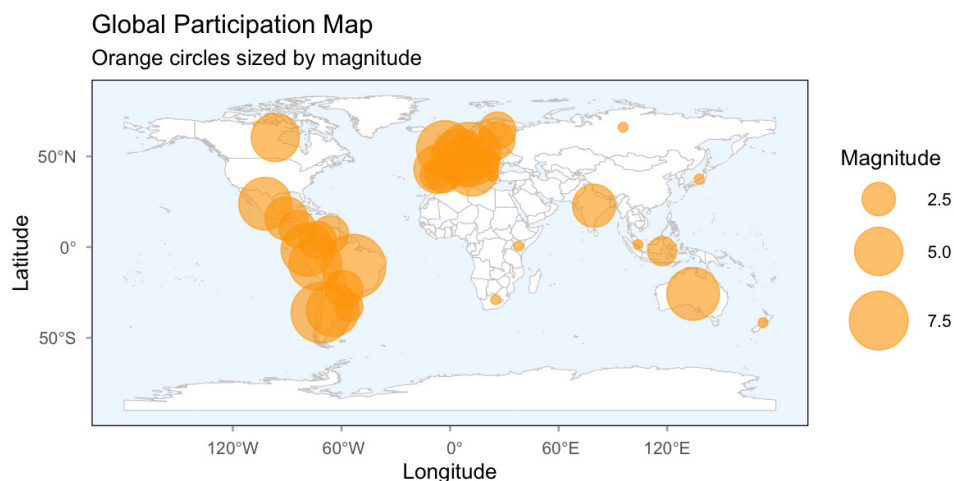 Global Participation Map
Orange circles sized by magnitude
50°N
0°
50°S
Latitude
120°W
60°W
0°
60°E
120°E
Longitude
Magnitude
2.5
5.0
7.5